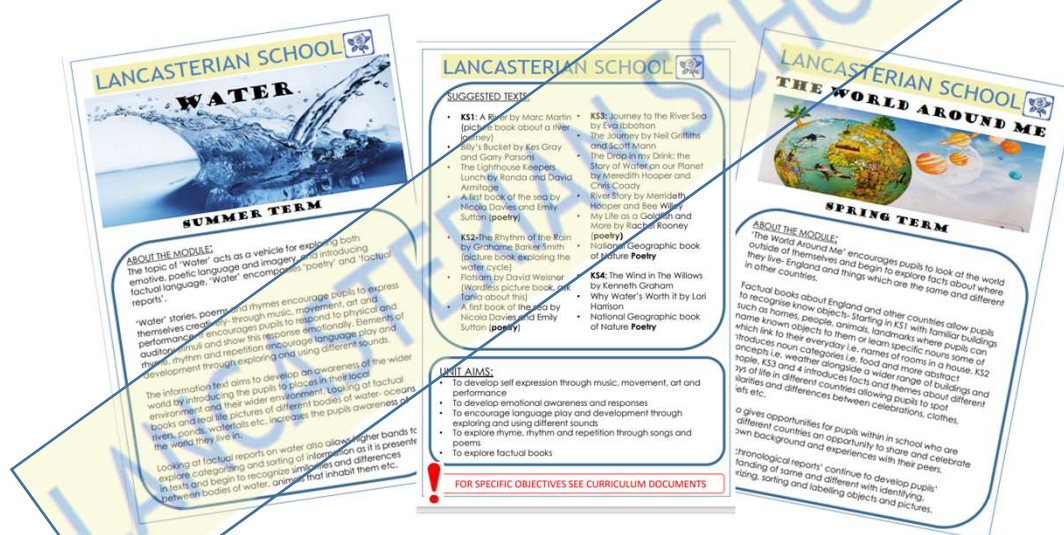 LANCASTERIAN SCHOOL
WATER
SUMMER TERM
ABOUT THE MODULE:
The topic of 'Water' acts as a vehicle for exploring both
emotive, poetic language and imagery, and introducing
factual language. 'Water' encompasses 'poetry' and 'factual
reports'.
'Water' stories, poems and rhymes encourage pupils to express
themselves creatively- through music, movement, art and
performance. encourages pupils to respond to physical and
auditory stimuli and show this response emotionally. Elements of
rhyme, rhythm and repetition encourage language play and
development through exploring and using different sounds.
The information text aims to develop an awareness of the wider
world by introducing the pupils to places in their local
environment and their wider environment. Looking at factual
books and real life pictures of different bodies of water- oceans
rivers, ponds, waterfalls etc. increases the pupils awareness of
the world they live in.
Looking at factual reports on water also allows higher bands to
explore categorizing and sorting of information as it is presente
in texts and begin to recognize similarities and differences
between bodies of water, animals that inhabit them etc.
LANCASTERIAN SCHOOL
SUGGESTED TEXTS:
• KS1: A River by Marc Martin
(picture book about a river
journey)
• Billy's Bucket by Kes Gray
and Garry Parsons
• The Lighthouse Keepers
Lunch by Ronda and David
Armitage
• A first book of the sea by
Nicola Davies and Emily
Sutton (poetry)
• KS2-The Rhythm of the Rain
by Grahame Barker Smith
(picture book exploring the
water cycle)
• Flotsam by David Weisner
(Wordless picture book, ask
Tania about this)
• A first book of the sea by
Nicola Davies and Emily
Sutton (poetry)
• KS3: Journey to the River Sea
by Eva Ibbotson
• The Journey by Neil Griffiths
and Scott Mann
• The Drop in my Drink: the
Story of Water on our Planet
by Meredith Hooper and
Chris Coady
• River Story by Merrideth
Hooper and Bee Willey
• My Life as a Goldfish and
More by Rachel Rooney
(poetry)
• National Geographic book
of Nature Poetry
• KS4: The Wind in The Willows
by Kenneth Graham
• Why Water's Worth it by Lori
Harrison
• National Geographic book
of Nature Poetry
UNIT AIMS:
• To develop self expression through music, movement, art and
performance
• To develop emotional awareness and responses
• To encourage language play and development through
exploring and using different sounds
• To explore rhyme, rhythm and repetition through songs and
poems
• To explore factual books
! FOR SPECIFIC OBJECTIVES SEE CURRICULUM DOCUMENTS
LANCASTERIAN SCHOOL
THE WORLD AROUND ME
SPRING TERM
ABOUT THE MODULE:
'The World Around Me' encourages pupils to look at the world
outside of themselves and begin to explore facts about where
they live- England and things which are the same and different
in other countries.
Factual books about England and other countries allow pupils
to recognise know objects- Starting in KS1 with familiar buildings
such as homes, people, animals, landmarks where pupils can
name known objects to them or learn specific nouns some of
which link to their everyday i.e. names of rooms in a house. KS2
ntroduces noun categories i.e. food and more abstract
concepts i.e. weather alongside a wider range of buildings and
eople. KS3 and 4 introduces facts and themes about different
ys of life in different countries allowing pupils to spot
ilarities and differences between celebrations, clothes,
iefs etc.
o gives opportunities for pupils within in school who are
different countries an opportunity to share and celebrate
own background and experiences with their peers.
chronological reports' continue to develop pupils'
standing of same and different with identifying,
orizing, sorting and labelling objects and pictures.
LANCASTERIAN SCHO